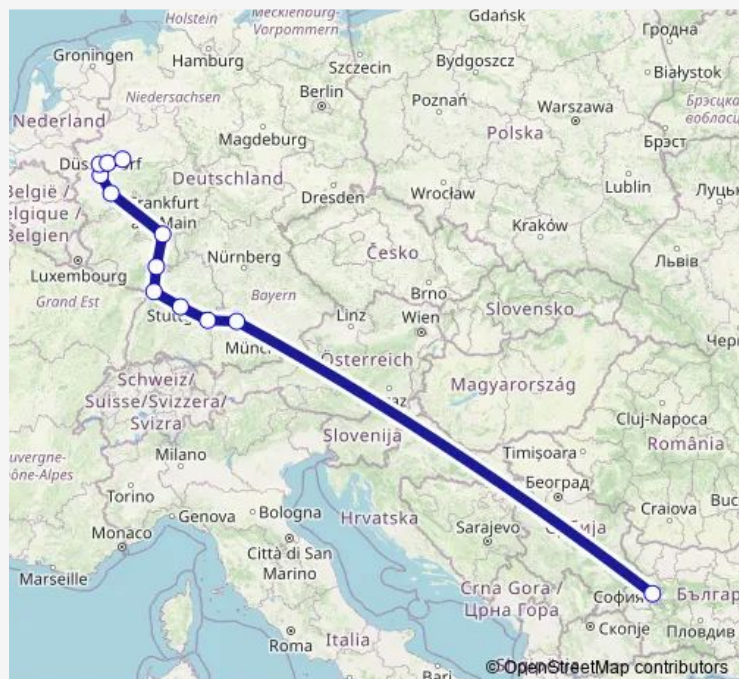 Gdańsk
Holstein
Mecklenburg-
Vorpommern
Groningen
Hamburg
Szczecin
Bydgoszcz
Гродна
Białystok
Berlin
Niedersachsen
Poznań
Warszawa
Брэсцкая
вобласць
Nederland
Magdeburg
Polska
Брэст
Deutschland
Dresden
Wrocław
Lublin
België /
Belgique /
Belgien
Frankfurt
am Main
Kraków
Luxembourg
Nürnberg
Česko
Львів
Grand Est
Bayern
Brno
Slovensko
Linz
Wien
Österreich
Magyarország
Schweiz/
Suisse/Svizzera/
Svizra
Cluj-Napoca
Slovenija
România
Milano
Timișoara
Torino
Београд
Genova
Bologna
Craiova
Monaco
Hrvatska
Sarajevo
Marseille
Città di San
Marino
Crna Gora /
Црна Гора
София
Скопје
Пловдив
Roma
Italia
© OpenStreetMap contributors